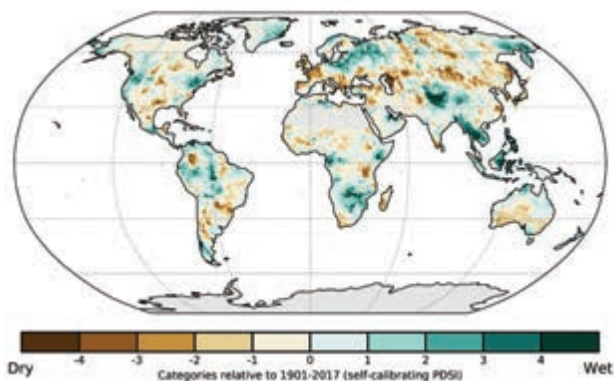 -4 -3 -2 -1 0 1 2 3 4
Dry Wet
Categories relative to 1901-2017 (self-calibrating PDSI)